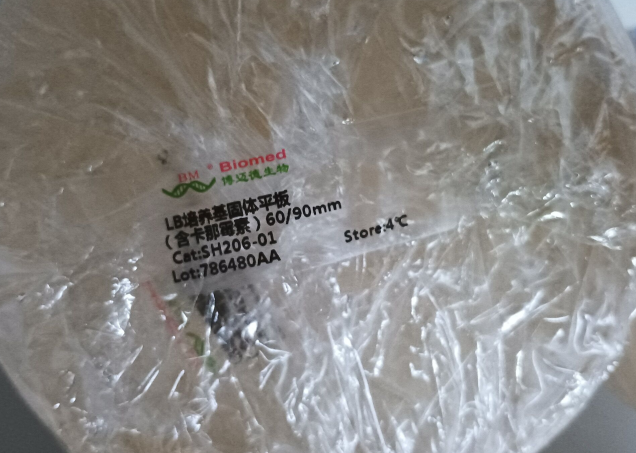 BM ® Biomed
博迈德生物
LB培养基固体平板
(含卡那霉素) 60/90mm
Cat:SH206-01
Lot:786480AA
Store:4℃